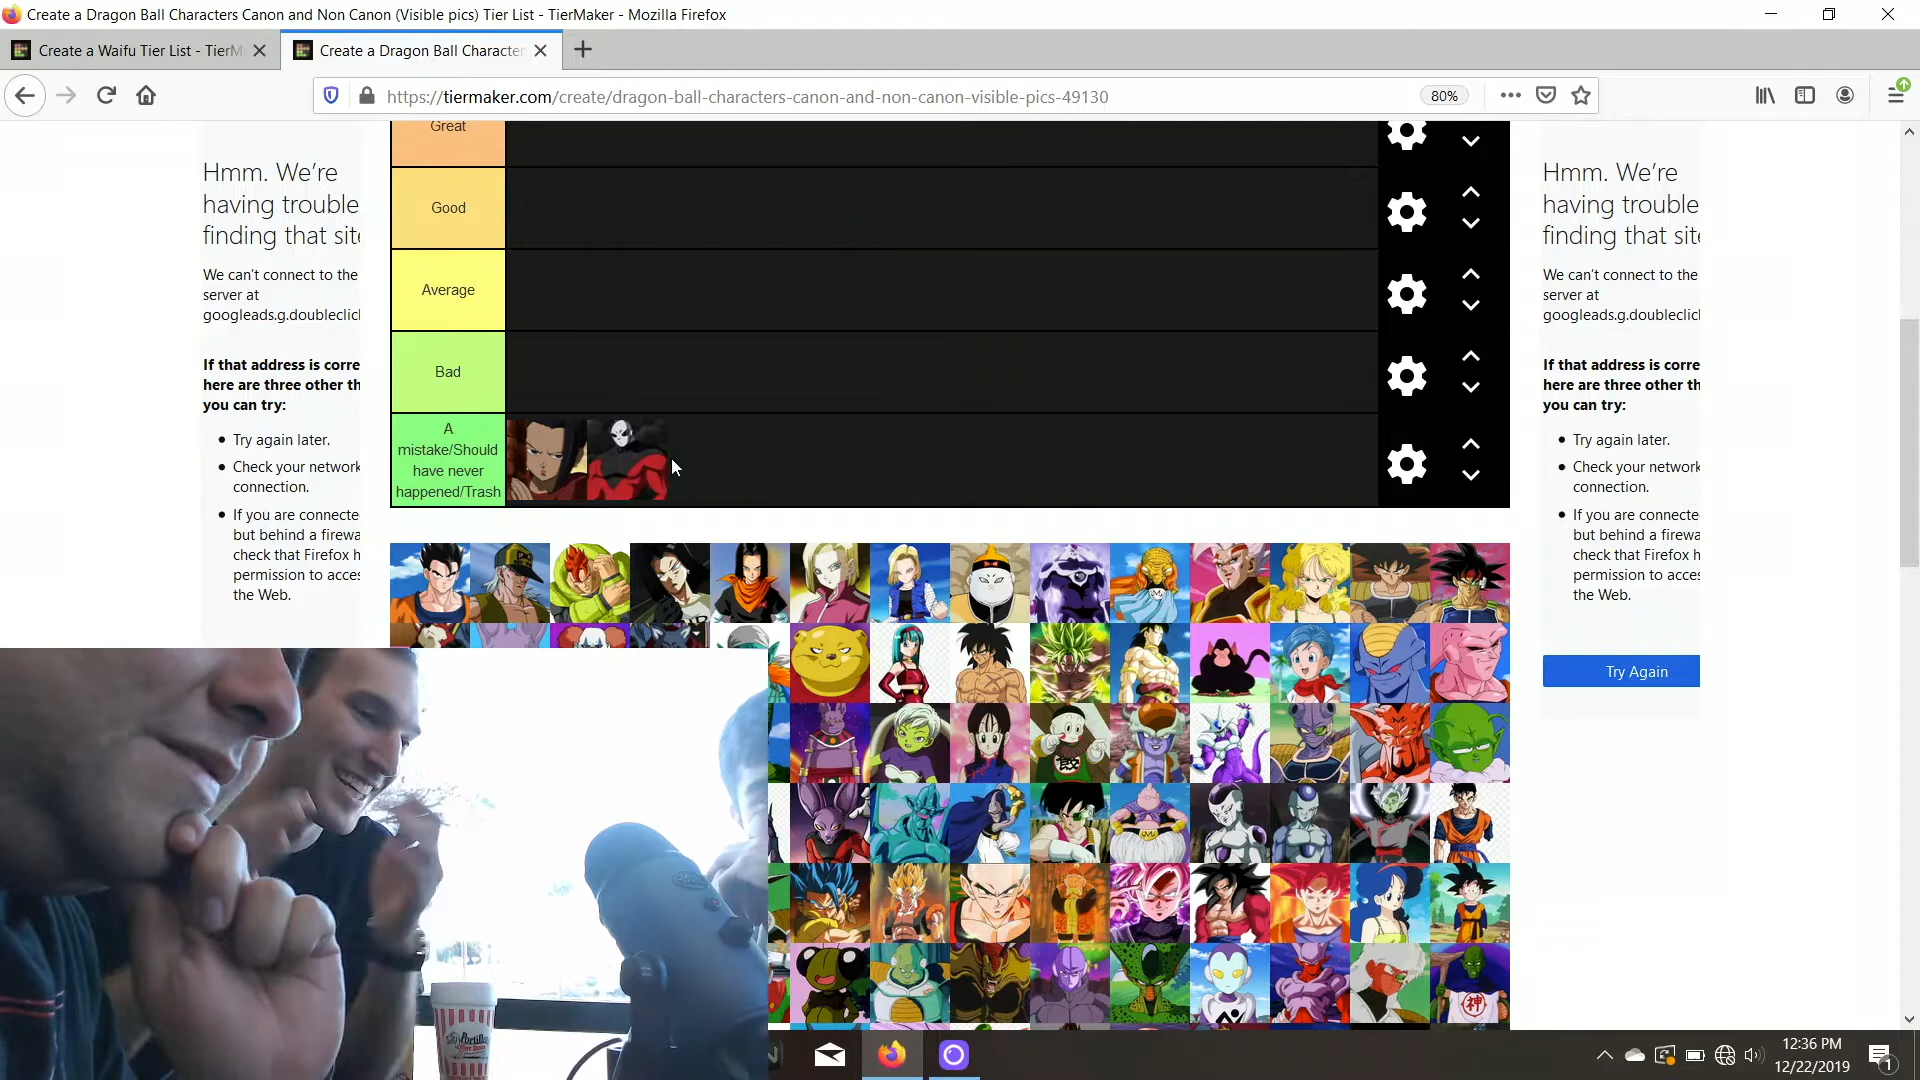 Create a Dragon Ball Characters Canon and Non Canon (Visible pics) Tier List - TierMaker - Mozilla Firefox
Create a Waifu Tier List - TierM
Create a Dragon Ball Character
https://tiermaker.com/create/dragon-ball-characters-canon-and-non-canon-visible-pics-49130
80%
Great
Good
Average
Bad
A
mistake/Should
have never
happened/Trash
Hmm. We're
having trouble
finding that site
We can't connect to the
server at
googleads.g.doubleclic
If that address is corre
here are three other th
you can try:
Try again later.
Check your network
connection.
If you are connecte
but behind a firewa
check that Firefox h
permission to acces
the Web.
Hmm. We're
having trouble
finding that site
We can't connect to the
server at
googleads.g.doubleclic
If that address is corre
here are three other th
you can try:
Try again later.
Check your network
connection.
If you are connecte
but behind a firewa
check that Firefox h
permission to acces
the Web.
Try Again
神
Portillo's
12:36 PM
12/22/2019
1